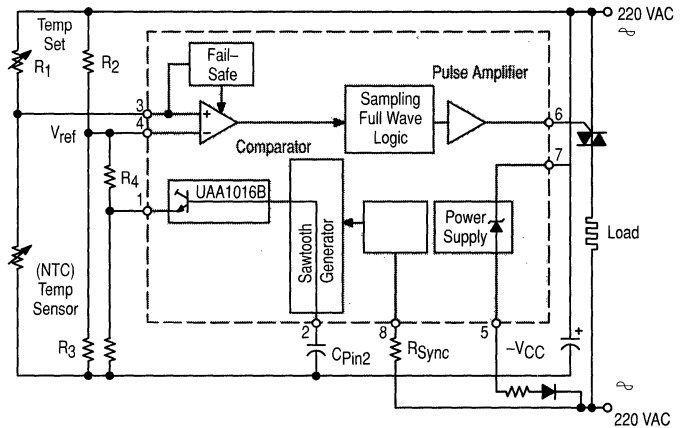 Temp
Set
R1
R2
220 VAC
Fail–
Safe
Pulse Amplifier
3
+
Sampling
Full Wave
Logic
6
Vref
4
–
Comparator
7
R4
1
UAA1016B
Sawtooth
Generator
Power
Supply
Load
(NTC)
Temp
Sensor
2
8
5
–VCC
+
R3
CPin2
RSync
220 VAC